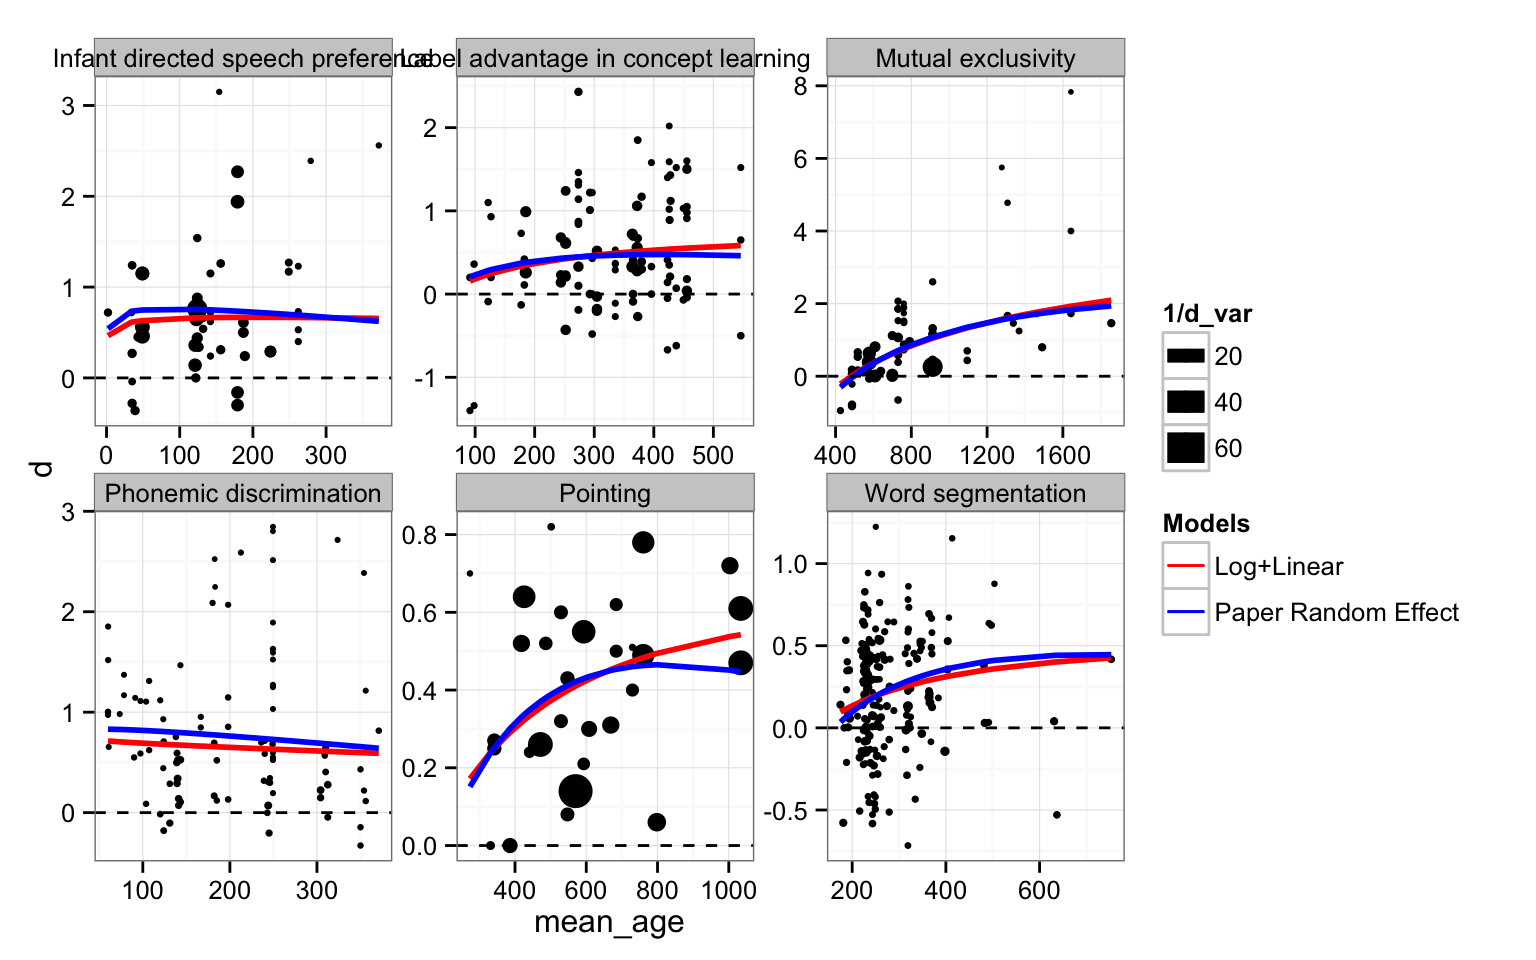 Infant directed speech preference
Label advantage in concept learning
Mutual exclusivity
3
2
1
0
0 100 200 300
2
1
0
-1
100 200 300 400 500
8
6
4
2
0
400 800 1200 1600
d
Phonemic discrimination
Pointing
Word segmentation
3
2
1
0
100 200 300
0.8
0.6
0.4
0.2
0.0
400 600 800 1000
1.0
0.5
0.0
-0.5
200 400 600
mean_age
1/d_var
20
40
60
Models
Log+Linear
Paper Random Effect